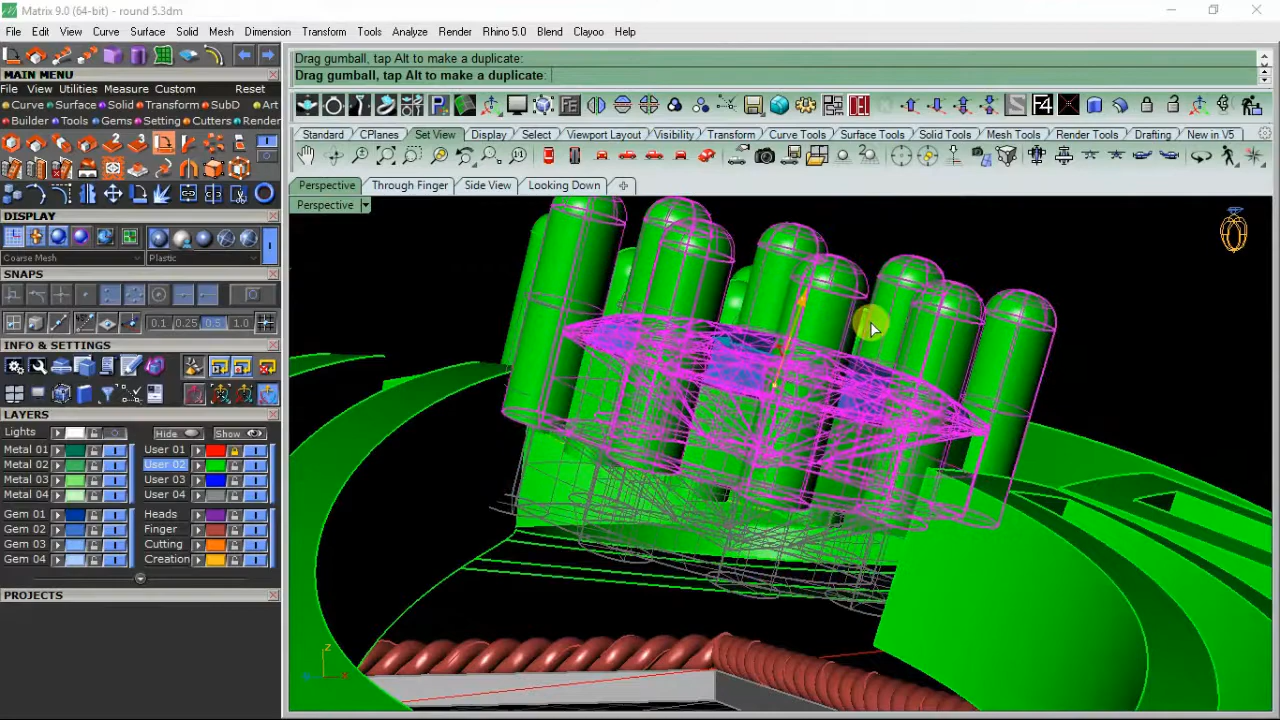 Matrix 9.0 (64-bit) - round 5.3dm
File Edit View Curve Surface Solid Mesh Dimension Transform Tools Analyze Render Rhino 5.0 Blend Clayoo Help
Drag gumball, tap Alt to make a duplicate:
Drag gumball, tap Alt to make a duplicate:
MAIN MENU
File View Utilities Measure Custom Reset
Curve Surface Solid Transform SubD Art
Builder Tools Gems Setting Cutters Render
Standard CPlanes Set View Display Select Viewport Layout Visibility Transform Curve Tools Surface Tools Solid Tools Mesh Tools Render Tools Drafting New in V5
Perspective Through Finger Side View Looking Down
Perspective
DISPLAY
Coarse Mesh Plastic
SNAPS
0.1 0.25 0.5 1.0
INFO & SETTINGS
LAYERS
Lights Hide Show
Metal 01 User 01
Metal 02 User 02
Metal 03 User 03
Metal 04 User 04
Gem 01 Heads
Gem 02 Finger
Gem 03 Cutting
Gem 04 Creation
PROJECTS
z
x